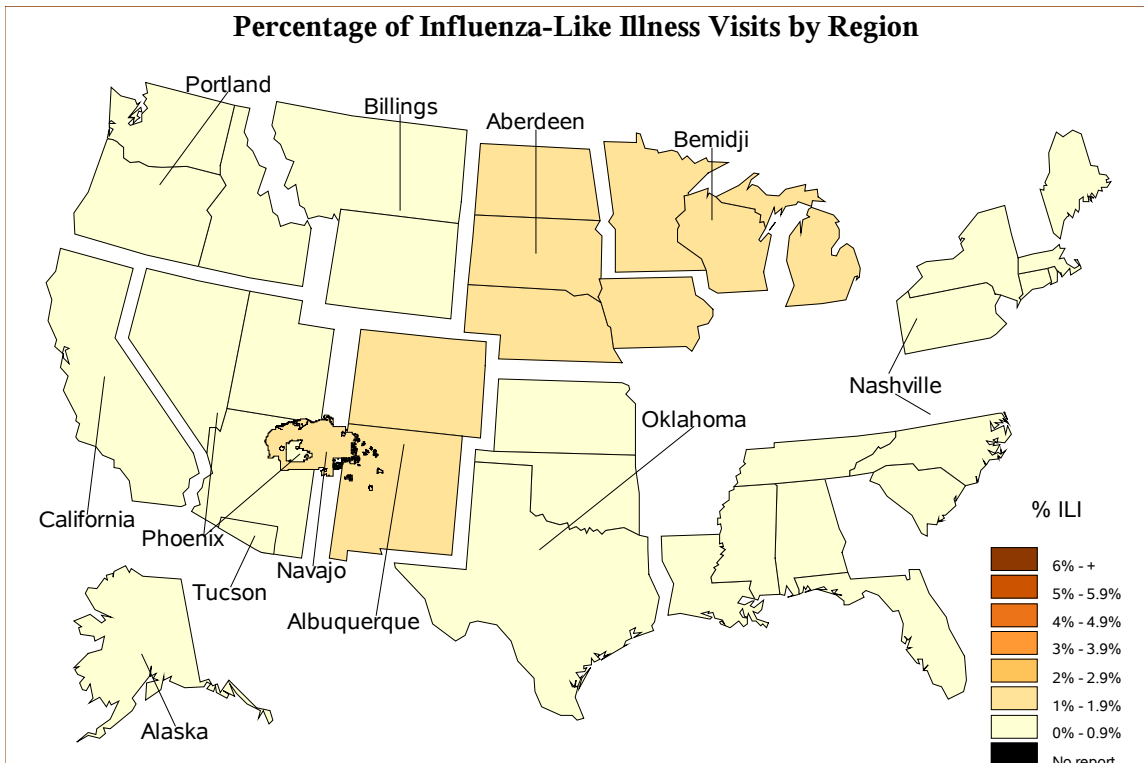 Percentage of Influenza-Like Illness Visits by Region
Portland
Billings
Aberdeen
Bemidji
Nashville
Oklahoma
California
Phoenix
Navajo
Tucson
Albuquerque
Alaska
% ILI
6% - +
5% - 5.9%
4% - 4.9%
3% - 3.9%
2% - 2.9%
1% - 1.9%
0% - 0.9%
No report